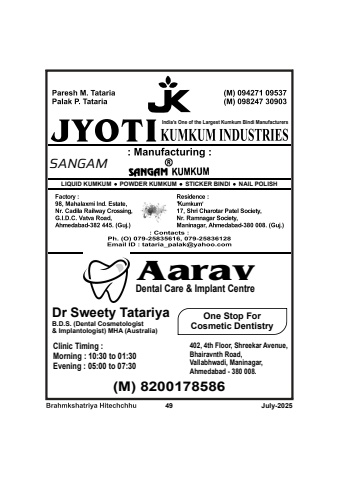 Paresh M. Tataria
Palak P. Tataria
JK
(M) 094271 09537
(M) 098247 30903
India's One of the Largest Kumkum Bindi Manufacturers
JYOTI KUMKUM INDUSTRIES
: Manufacturing :
SANGAM ®
SANGAM KUMKUM
LIQUID KUMKUM ● POWDER KUMKUM ● STICKER BINDI ● NAIL POLISH
Factory :
98, Mahalaxmi Ind. Estate,
Nr. Cadila Railway Crossing,
G.I.D.C. Vatva Road,
Ahmedabad-382 445. (Guj.)
Residence :
'Kumkum'
17, Shri Charotar Patel Society,
Nr. Ramnagar Society,
Maninagar, Ahmedabad-380 008. (Guj.)
: Contacts :
Ph. (O) 079-25835616, 079-25836128
Email ID : tataria_palak@yahoo.com
Aarav
Dental Care & Implant Centre
Dr Sweety Tatariya
B.D.S. (Dental Cosmetologist
& Implantologist) MHA (Australia)
One Stop For
Cosmetic Dentistry
Clinic Timing :
Morning : 10:30 to 01:30
Evening : 05:00 to 07:30
402, 4th Floor, Shreekar Avenue,
Bhairavnth Road,
Vallabhwadi, Maninagar,
Ahmedabad - 380 008.
(M) 8200178586
Brahmkshatriya Hitechchhu 49 July-2025